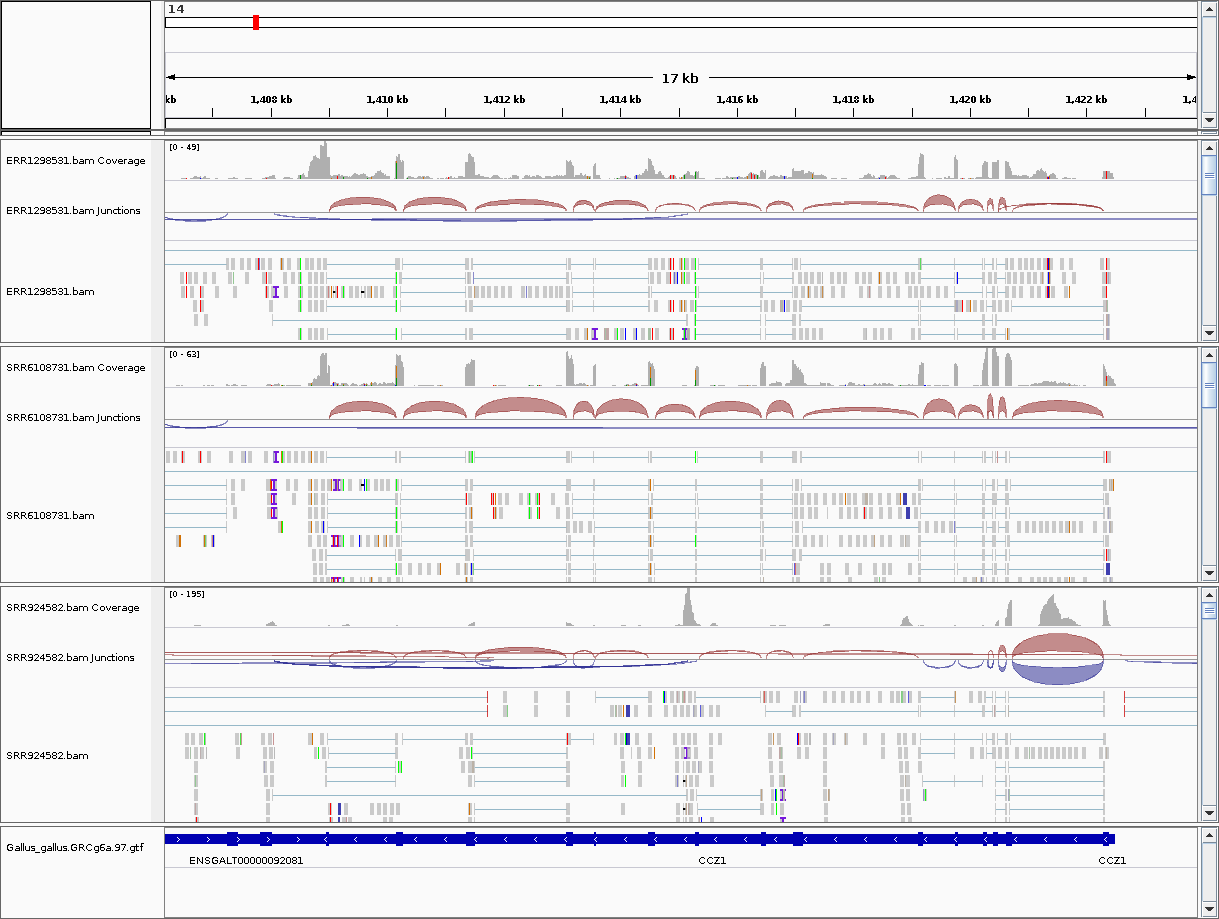 14
17 kb
kb 1,408 kb 1,410 kb 1,412 kb 1,414 kb 1,416 kb 1,418 kb 1,420 kb 1,422 kb 1,4
[0 - 49]
ERR1298531.bam Coverage
ERR1298531.bam Junctions
ERR1298531.bam
[0 - 63]
SRR6108731.bam Coverage
SRR6108731.bam Junctions
SRR6108731.bam
[0 - 195]
SRR924582.bam Coverage
SRR924582.bam Junctions
SRR924582.bam
Gallus_gallus.GRCg6a.97.gtf
ENSGALT00000092081 CCZ1 CCZ1